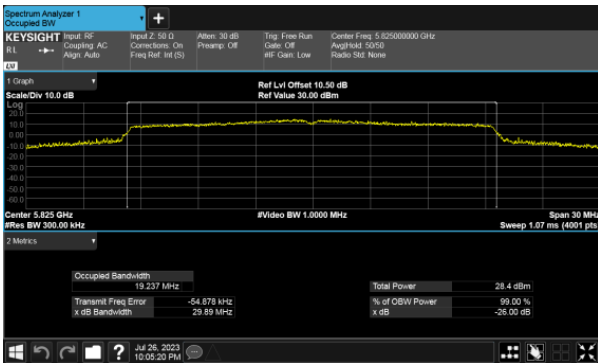 Spectrum Analyzer 1
Occupied BW
+
KEYSIGHT
RL
Input: RF
Coupling: AC
Align: Auto
Input Z: 50 Ω
Corrections: On
Freq Ref: Int (S)
Atten: 30 dB
Preamp: Off
Trig: Free Run
Gate: Off
#IF Gain: Low
Center Freq: 5.825000000 GHz
Avg|Hold: 50/50
Radio Std: None
LXI
1 Graph
Scale/Div 10.0 dB
Ref Lvl Offset 10.50 dB
Ref Value 30.00 dBm
Log
20.0
10.0
0.00
-10.0
-20.0
-30.0
-40.0
-50.0
-60.0
Center 5.825 GHz
#Res BW 300.00 kHz
#Video BW 1.0000 MHz
Span 30 MHz
Sweep 1.07 ms (4001 pts
2 Metrics
Occupied Bandwidth
19.237 MHz
Transmit Freq Error -54.878 kHz
x dB Bandwidth 29.89 MHz
Total Power 28.4 dBm
% of OBW Power 99.00 %
x dB -26.00 dB
?
Jul 26, 2023
10:05:20 PM